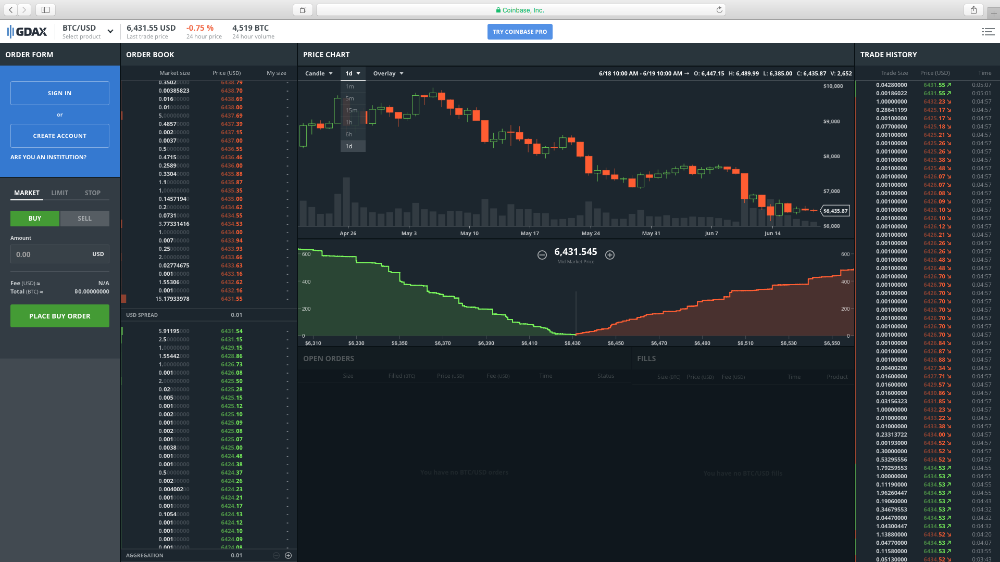 Coinbase, Inc.
GDAX
BTC/USD
Select product
6,431.55 USD
Last trade price
-0.75 %
24 hour price
4,519 BTC
24 hour volume
TRY COINBASE PRO
ORDER FORM
SIGN IN
or
CREATE ACCOUNT
ARE YOU AN INSTITUTION?
MARKET LIMIT STOP
BUY SELL
Amount
0.00 USD
Fee (USD) ≈ N/A
Total (BTC) ≈ ฿0.00000000
PLACE BUY ORDER
ORDER BOOK
Market size Price (USD) My size
0.35020000 6438.79 -
0.00385823 6438.70 -
0.01600000 6438.69 -
0.01000000 6438.00 -
5.00000000 6437.69 -
0.48570000 6437.39 -
0.00200000 6437.15 -
0.00370000 6437.00 -
0.50000000 6436.55 -
0.47150000 6436.46 -
0.25890000 6436.00 -
0.33040000 6435.88 -
1.10000000 6435.87 -
1.00000000 6435.35 -
0.14571940 6435.00 -
0.20000000 6434.62 -
0.07310000 6434.55 -
3.77331416 6434.53 -
1.00000000 6434.00 -
0.00700000 6433.94 -
0.25000000 6433.93 -
2.00000000 6433.66 -
0.02774675 6433.63 -
0.00100000 6433.16 -
1.55306000 6432.62 -
0.00100000 6432.16 -
15.17933978 6431.55 -
USD SPREAD 0.01
5.91195000 6431.54 -
2.50000000 6431.15 -
1.00000000 6429.15 -
1.55442000 6428.86 -
1.00000000 6426.73 -
0.00100000 6426.08 -
2.00000000 6425.50 -
0.02000000 6425.28 -
0.00500000 6425.15 -
0.00100000 6425.12 -
0.00200000 6425.10 -
0.00100000 6425.09 -
0.00200000 6425.08 -
0.00100000 6425.07 -
0.00380000 6425.00 -
0.00100000 6424.48 -
0.00100000 6424.38 -
0.50000000 6424.37 -
0.00200000 6424.26 -
0.00400200 6424.23 -
0.00100000 6424.21 -
0.00100000 6424.17 -
0.10540000 6424.13 -
0.00100000 6424.12 -
0.00100000 6424.10 -
0.00100000 6424.09 -
0.00100000 6424.08 -
AGGREGATION 0.01
PRICE CHART
Candle 1d Overlay
6/18 10:00 AM - 6/19 10:00 AM → O: 6,447.15 H: 6,489.99 L: 6,385.00 C: 6,435.87 V: 2,652
1m
5m
15m
1h
6h
1d
$10,000
$9,000
$8,000
$7,000
$6,435.87
$6,000
Apr 26 May 3 May 10 May 17 May 24 May 31 Jun 7 Jun 14
6,431.545
Mid Market Price
600 600
400 400
200 200
0 0
$6,310 $6,330 $6,350 $6,370 $6,390 $6,410 $6,430 $6,450 $6,470 $6,490 $6,510 $6,530 $6,550
OPEN ORDERS
Size Filled (BTC) Price (USD) Fee (USD) Time Status
You have no BTC/USD orders
FILLS
Size (BTC) Price (USD) Fee (USD) Time Product
You have no BTC/USD fills
TRADE HISTORY
Trade Size Price (USD) Time
0.04280000 6431.55↗ 0:05:07
0.00186022 6431.55↗ 0:05:01
1.00000000 6432.23↘ 0:04:57
0.28641199 6425.17↘ 0:04:57
0.00100000 6425.17↘ 0:04:57
0.07700000 6425.18↘ 0:04:57
0.00100000 6425.21↘ 0:04:57
0.00100000 6425.26↘ 0:04:57
0.00100000 6425.26↘ 0:04:57
0.00100000 6425.38↘ 0:04:57
0.00100000 6425.48↘ 0:04:57
0.00100000 6426.07↘ 0:04:57
0.00100000 6426.07↘ 0:04:57
0.00100000 6426.08↘ 0:04:57
0.00100000 6426.09↘ 0:04:57
0.00100000 6426.10↘ 0:04:57
0.00100000 6426.10↘ 0:04:57
0.00100000 6426.12↘ 0:04:57
0.00100000 6426.21↘ 0:04:57
0.00100000 6426.26↘ 0:04:57
0.00100000 6426.26↘ 0:04:57
0.00100000 6426.48↘ 0:04:57
0.00100000 6426.48↘ 0:04:57
0.00100000 6426.70↘ 0:04:57
0.00100000 6426.70↘ 0:04:57
0.00100000 6426.70↘ 0:04:57
0.00100000 6426.70↘ 0:04:57
0.00100000 6426.70↘ 0:04:57
0.00100000 6426.70↘ 0:04:57
0.00100000 6426.70↘ 0:04:57
0.00100000 6426.70↘ 0:04:57
0.00100000 6426.84↘ 0:04:57
0.00100000 6426.87↘ 0:04:57
0.00100000 6426.88↘ 0:04:57
0.00400200 6427.34↘ 0:04:57
0.01600000 6427.71↘ 0:04:57
0.01600000 6429.57↘ 0:04:57
0.01600000 6430.86↘ 0:04:57
0.03156323 6431.85↘ 0:04:57
1.00000000 6432.23↘ 0:04:57
0.01000000 6433.22↘ 0:04:57
0.01000000 6433.38↘ 0:04:57
0.23313722 6434.00↘ 0:04:57
0.00193000 6434.52↘ 0:04:57
0.30000000 6434.52↘ 0:04:57
0.53295556 6434.52↘ 0:04:57
1.79259553 6434.53↗ 0:04:55
1.00000000 6434.53↗ 0:04:55
0.11190000 6434.53↗ 0:04:55
1.96260447 6434.53↗ 0:04:55
0.19060000 6434.53↗ 0:04:43
0.34679553 6434.53↗ 0:04:32
0.04470000 6434.53↗ 0:04:32
1.04300447 6434.53↗ 0:04:32
1.13880000 6434.52↘ 0:04:20
0.04770000 6434.53↗ 0:04:07
0.11580000 6434.53↗ 0:03:55
0.05130000 6434.52↘ 0:03:43